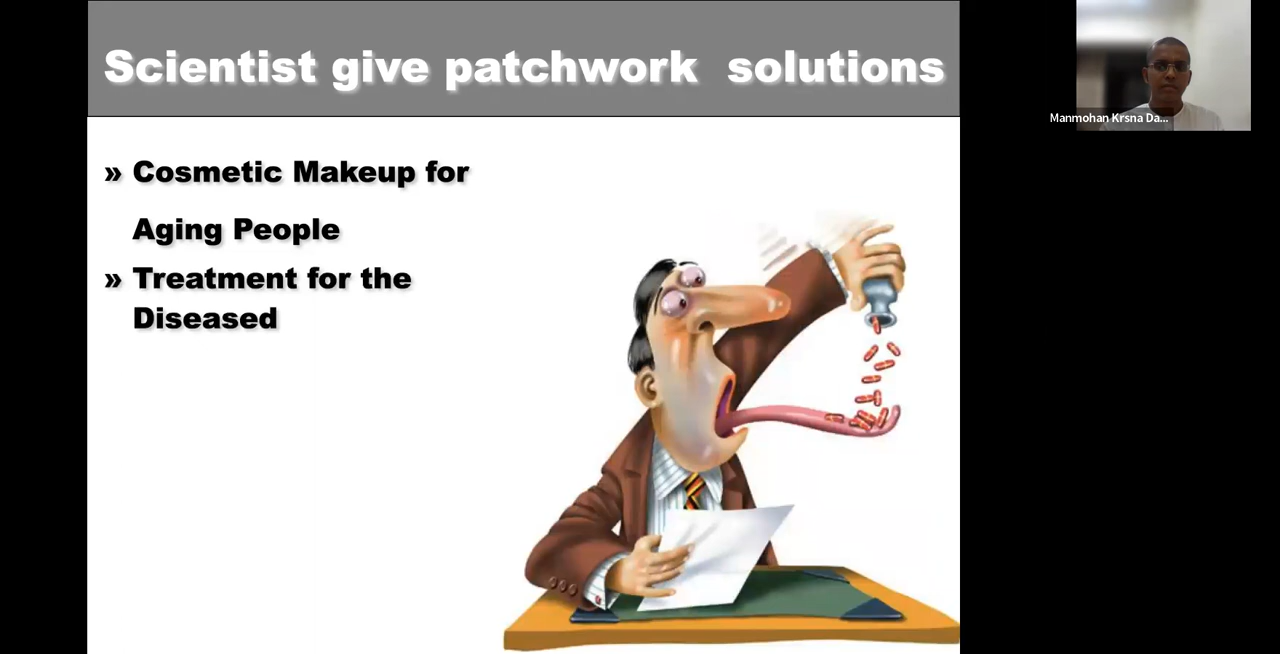 Scientist give patchwork solutions
» Cosmetic Makeup for
Aging People
» Treatment for the
Diseased
Manmohan Krsna Da...